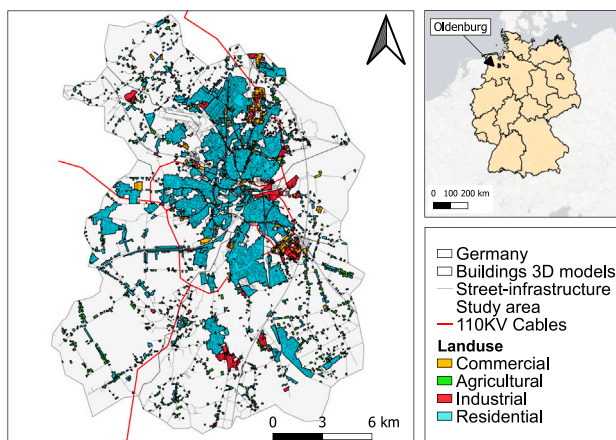 Oldenburg
0 100 200 km
0 3 6 km
Germany
Buildings 3D models
Street-infrastructure
Study area
110KV Cables
Landuse
Commercial
Agricultural
Industrial
Residential